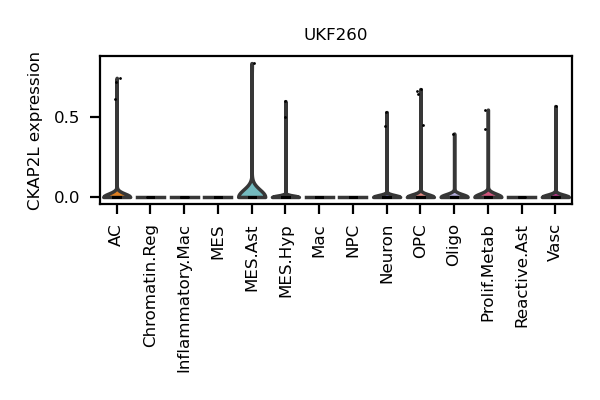 UKF260
CKAP2L expression
0.5
0.0
AC
Chromatin.Reg
Inflammatory.Mac
MES
MES.Ast
MES.Hyp
Mac
NPC
Neuron
OPC
Oligo
Prolif.Metab
Reactive.Ast
Vasc